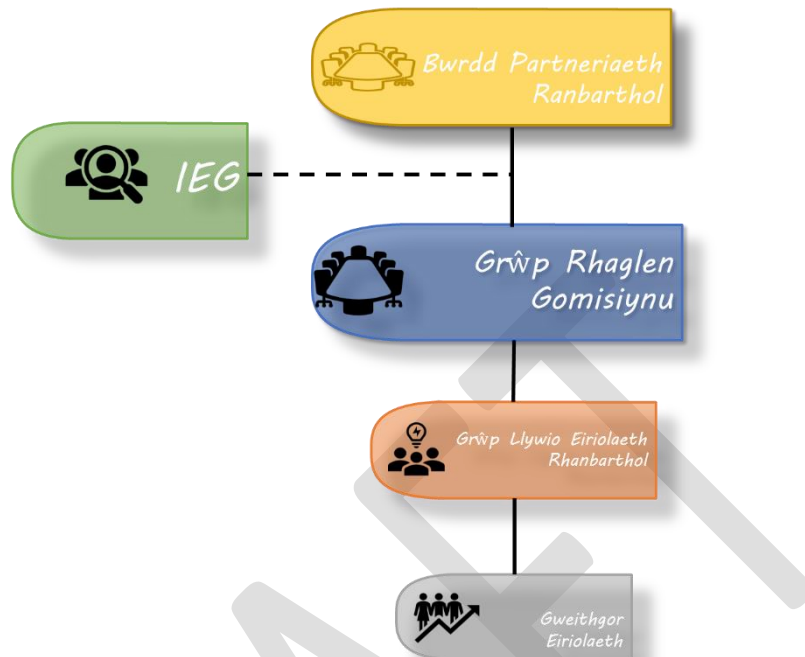 Bwrdd Partneriaeth
Ranbarthol
IEG
Grŵp Rhaglen
Gomisiynu
Grŵp Llywio Eiriolaeth
Rhanbarthol
Gweithgor
Eiriolaeth